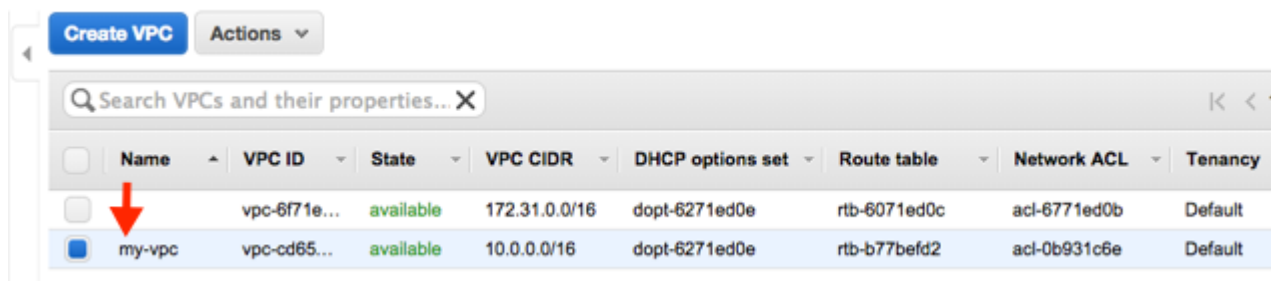 Create VPC Actions
Search VPCs and their properties...
Name VPC ID State VPC CIDR DHCP options set Route table Network ACL Tenancy
vpc-6f71e... available 172.31.0.0/16 dopt-6271ed0e rtb-6071ed0c acl-6771ed0b Default
my-vpc vpc-cd65... available 10.0.0.0/16 dopt-6271ed0e rtb-b77befd2 acl-0b931c6e Default